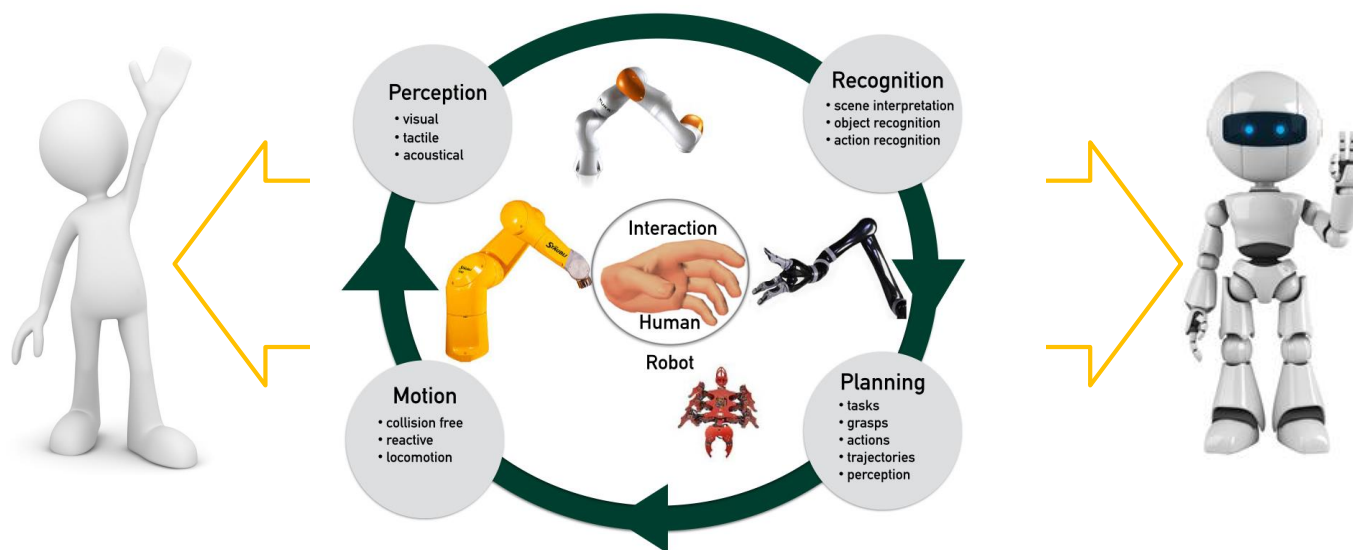 Perception
• visual
• tactile
• acoustical
Recognition
• scene interpretation
• object recognition
• action recognition
Interaction
Human
Robot
Motion
• collision free
• reactive
• locomotion
Planning
• tasks
• grasps
• actions
• trajectories
• perception